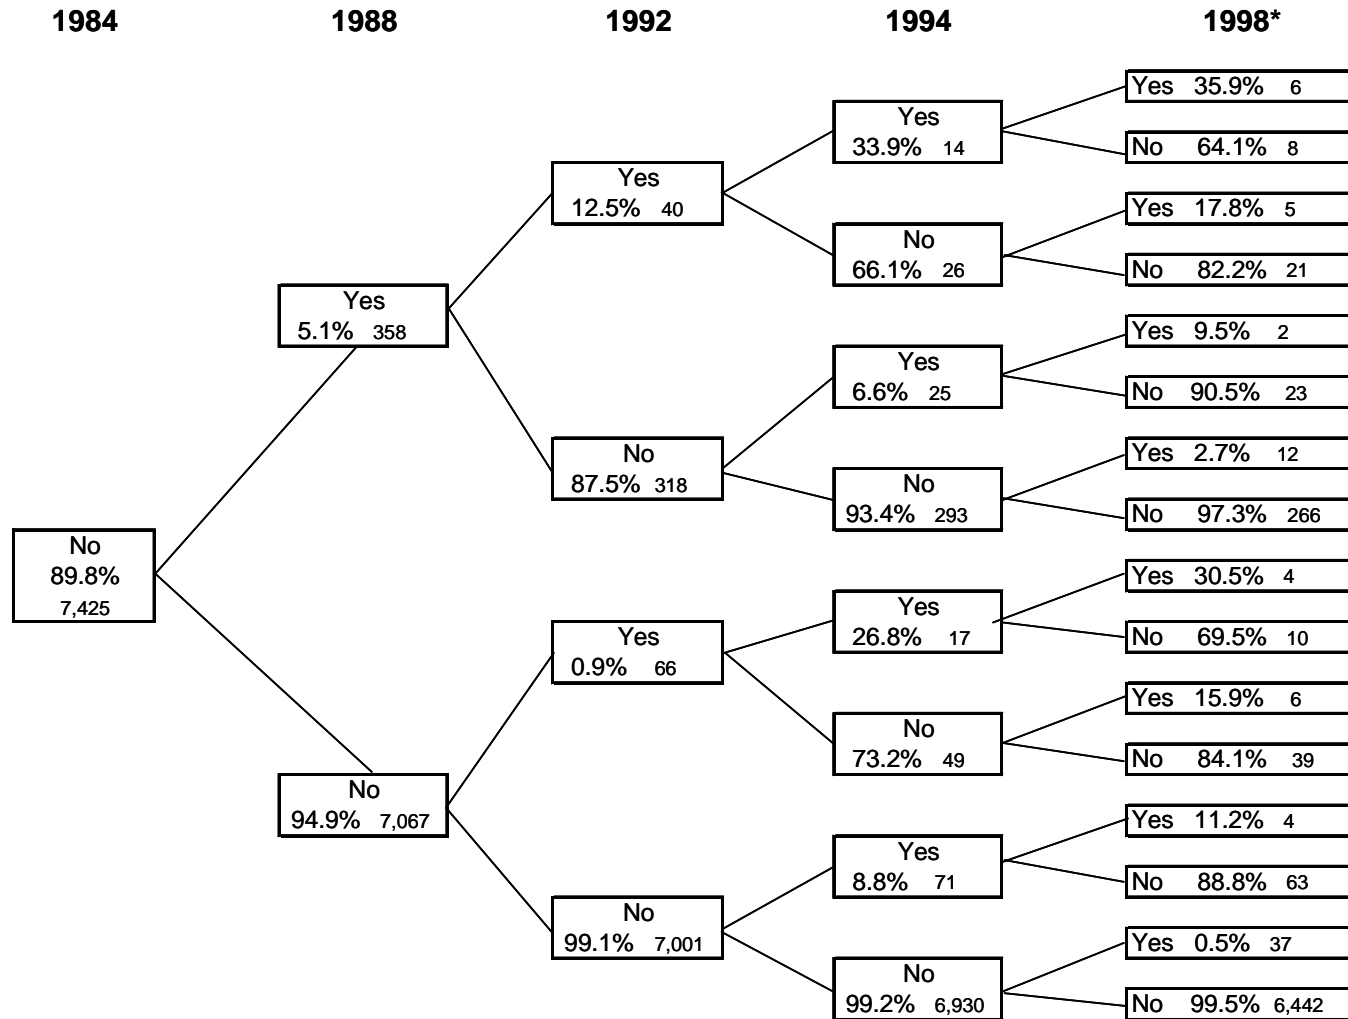 1984 1988 1992 1994 1998*
Yes 35.9% 6
Yes
33.9% 14
No 64.1% 8
Yes
12.5% 40
Yes 17.8% 5
No
66.1% 26
No 82.2% 21
Yes
5.1% 358
Yes 9.5% 2
Yes
6.6% 25
No 90.5% 23
No
87.5% 318
Yes 2.7% 12
No
93.4% 293
No 97.3% 266
No
89.8%
7,425
Yes 30.5% 4
Yes
26.8% 17
No 69.5% 10
Yes
0.9% 66
Yes 15.9% 6
No
73.2% 49
No 84.1% 39
No
94.9% 7,067
Yes 11.2% 4
Yes
8.8% 71
No 88.8% 63
No
99.1% 7,001
Yes 0.5% 37
No
99.2% 6,930
No 99.5% 6,442